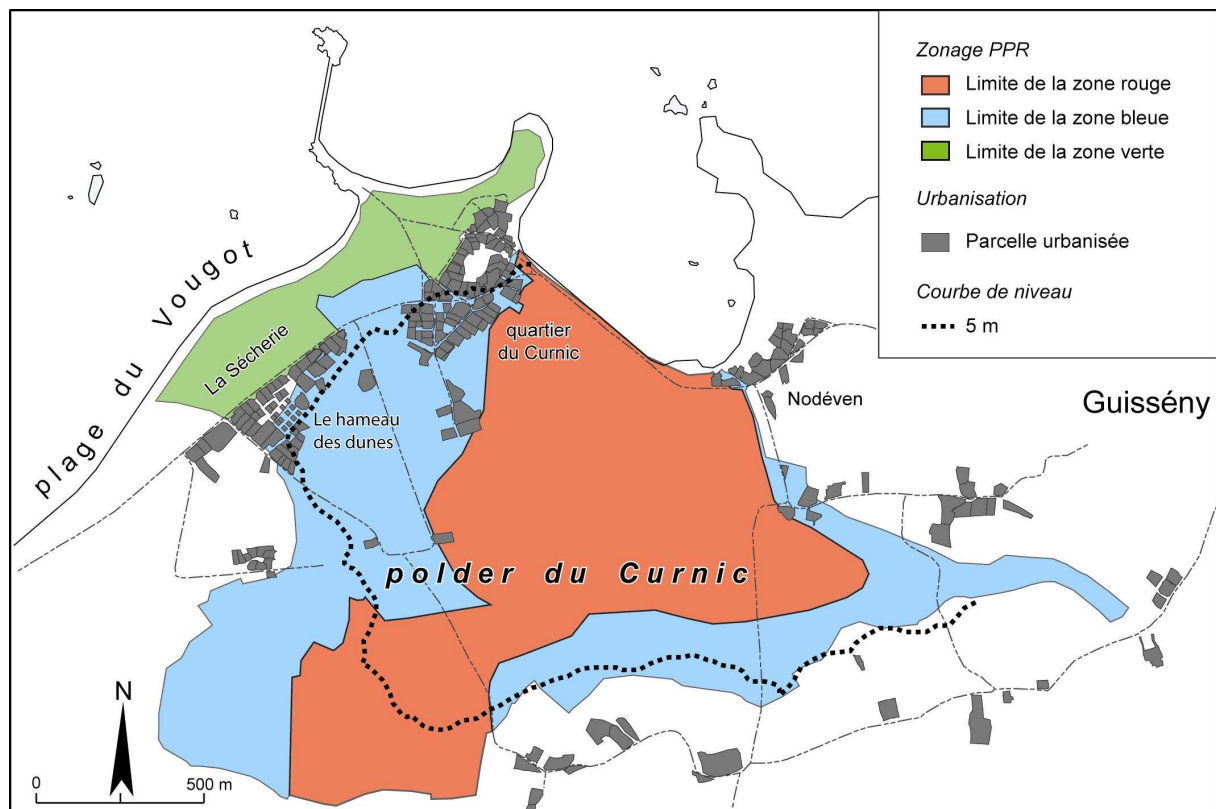 Zonage PPR
Limite de la zone rouge
Limite de la zone bleue
Limite de la zone verte
Urbanisation
Parcelle urbanisée
Courbe de niveau
5 m
plage du Vougot
La Sécherie
quartier
du Curnic
Le hameau
des dunes
Nodéven
Guissény
polder du Curnic
N
0
500 m